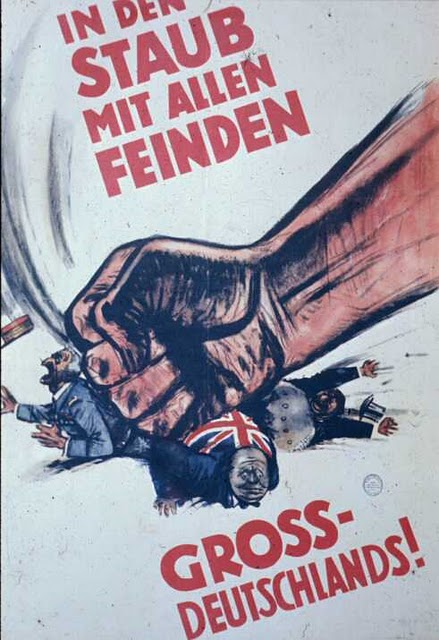 IN DEN
STAUB
MIT ALLEN
FEINDEN
GROSS-
DEUTSCHLANDS!